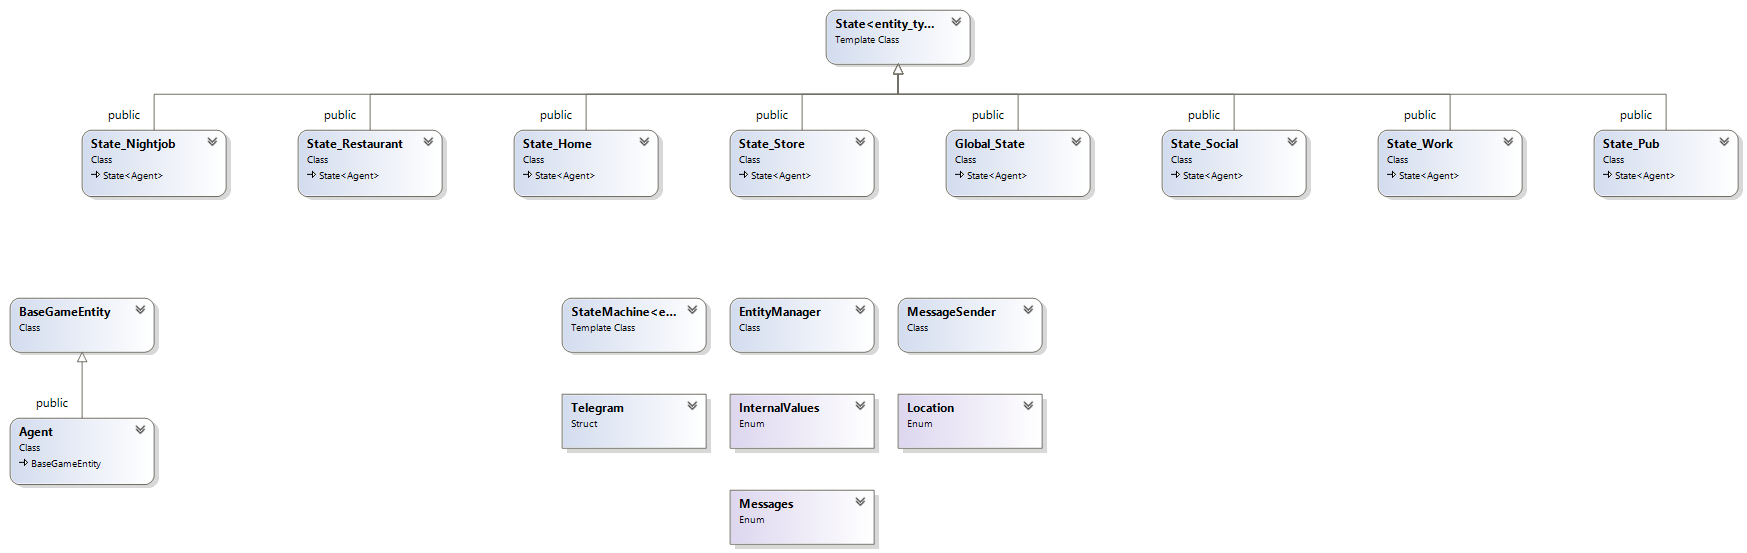 State<entity_ty...
Template Class
public
public
public
public
public
public
public
public
State_Nightjob
Class
State<Agent>
State_Restaurant
Class
State<Agent>
State_Home
Class
State<Agent>
State_Store
Class
State<Agent>
Global_State
Class
State<Agent>
State_Social
Class
State<Agent>
State_Work
Class
State<Agent>
State_Pub
Class
State<Agent>
BaseGameEntity
Class
StateMachine<e...
Template Class
EntityManager
Class
MessageSender
Class
public
Agent
Class
BaseGameEntity
Telegram
Struct
InternalValues
Enum
Location
Enum
Messages
Enum